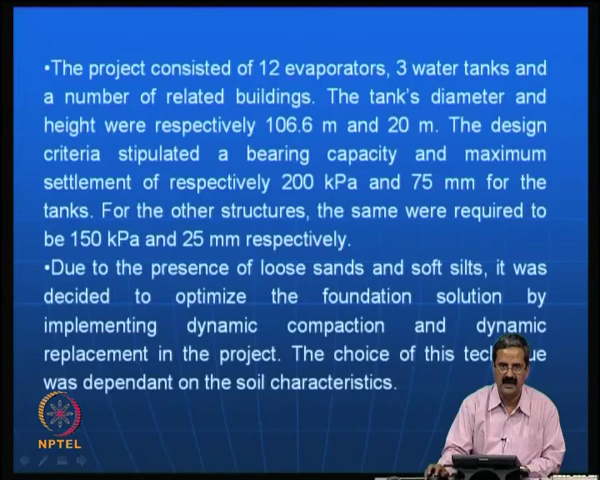 •The project consisted of 12 evaporators, 3 water tanks and
a number of related buildings. The tank's diameter and
height were respectively 106.6 m and 20 m. The design
criteria stipulated a bearing capacity and maximum
settlement of respectively 200 kPa and 75 mm for the
tanks. For the other structures, the same were required to
be 150 kPa and 25 mm respectively.
•Due to the presence of loose sands and soft silts, it was
decided to optimize the foundation solution by
implementing dynamic compaction and dynamic
replacement in the project. The choice of this
was dependant on the soil characteristics.
NPTEL